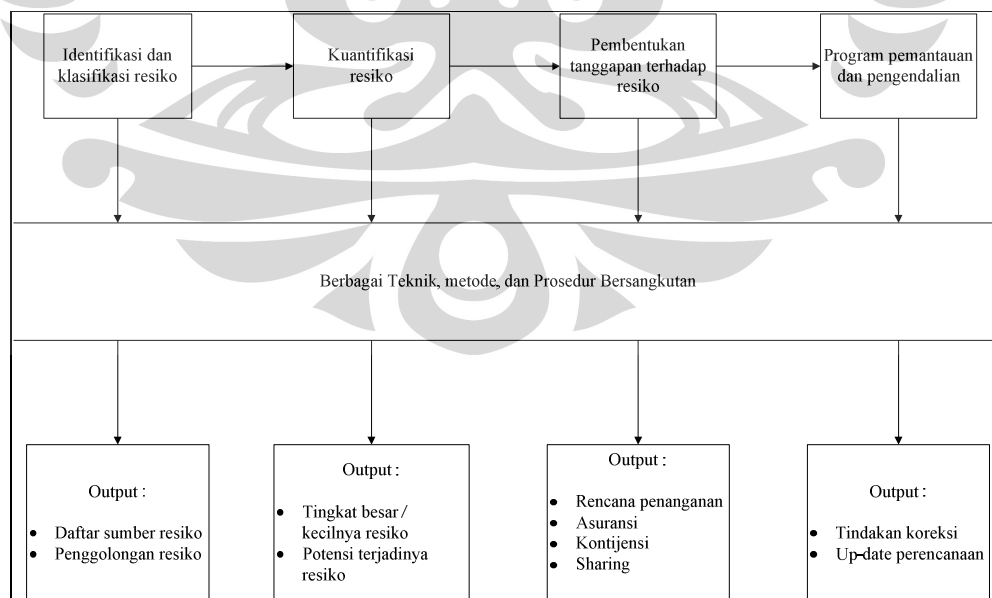 Identifikasi dan
klasifikasi resiko
Kuantifikasi
resiko
Pembentukan
tanggapan terhadap
resiko
Program pemantauan
dan pengendalian
Berbagai Teknik, metode, dan Prosedur Bersangkutan
Output :
• Daftar sumber resiko
• Penggolongan resiko
Output :
• Tingkat besar /
kecilnya resiko
• Potensi terjadinya
resiko
Output :
• Rencana penanganan
• Asuransi
• Kontijensi
• Sharing
Output :
• Tindakan koreksi
• Up-date perencanaan